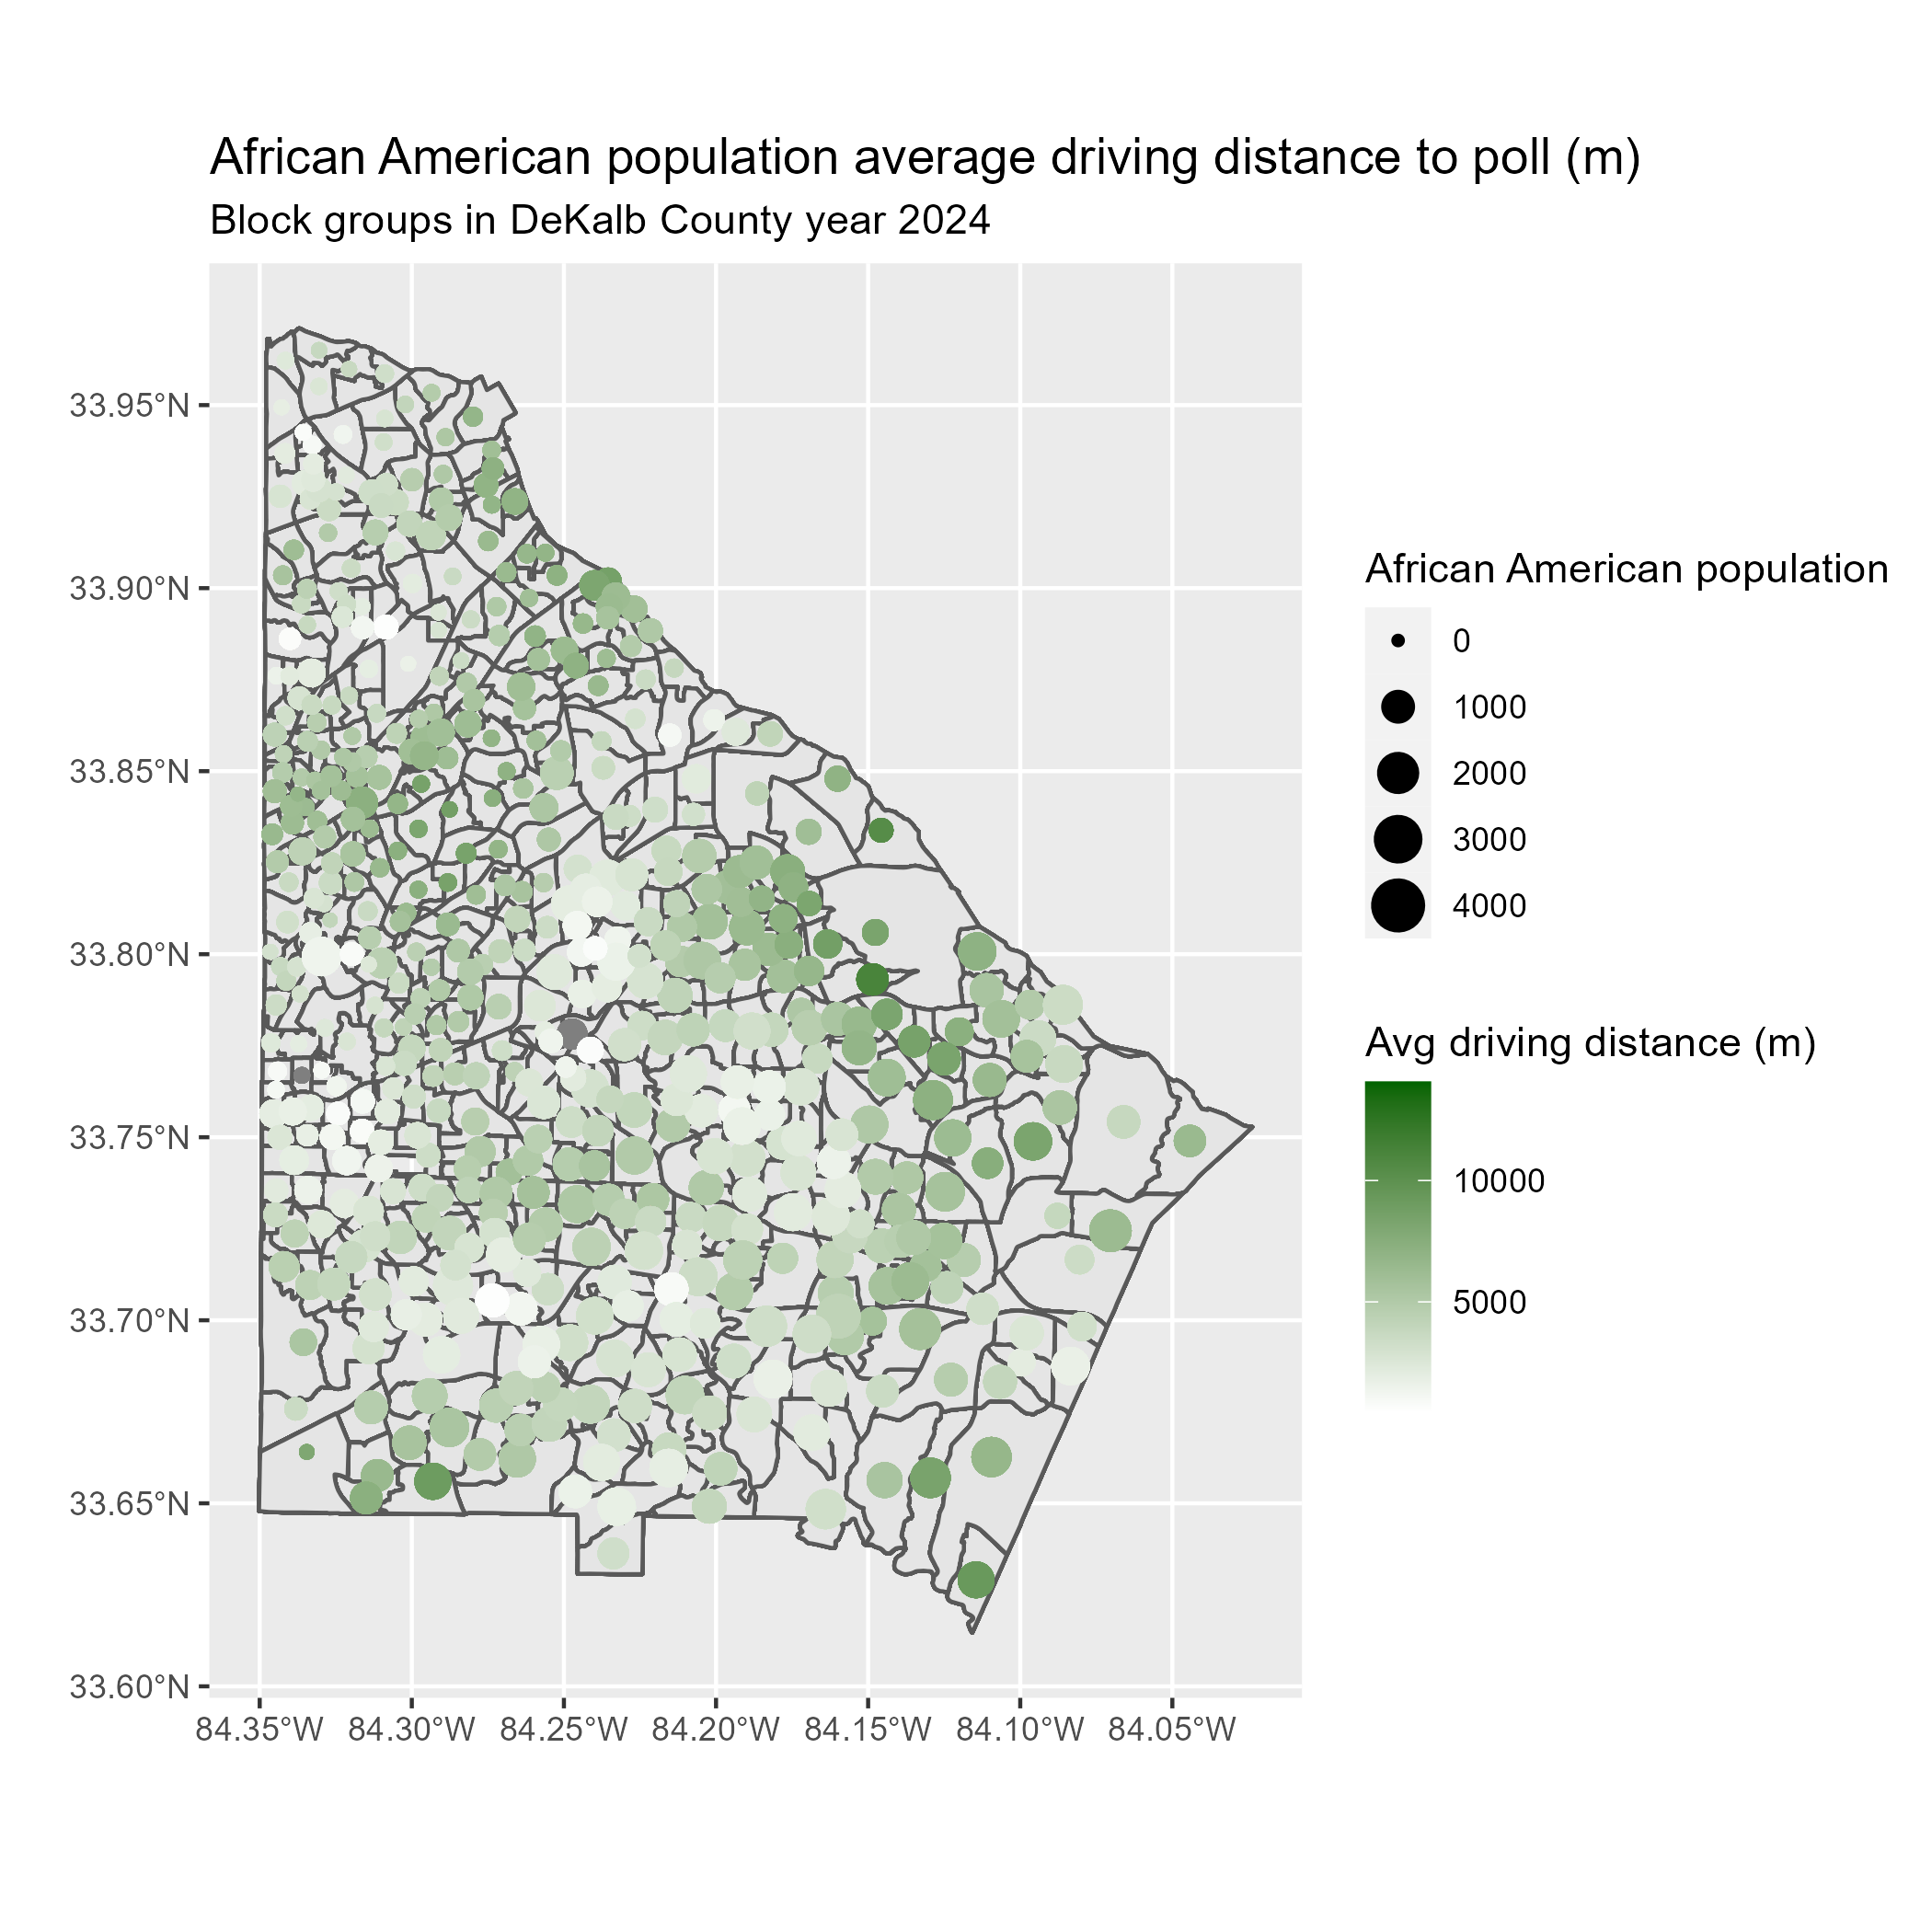 African American population average driving distance to poll (m)
Block groups in DeKalb County year 2024
33.95°N
33.90°N
33.85°N
33.80°N
33.75°N
33.70°N
33.65°N
33.60°N
84.35°W 84.30°W 84.25°W 84.20°W 84.15°W 84.10°W 84.05°W
African American population
0
1000
2000
3000
4000
Avg driving distance (m)
10000
5000